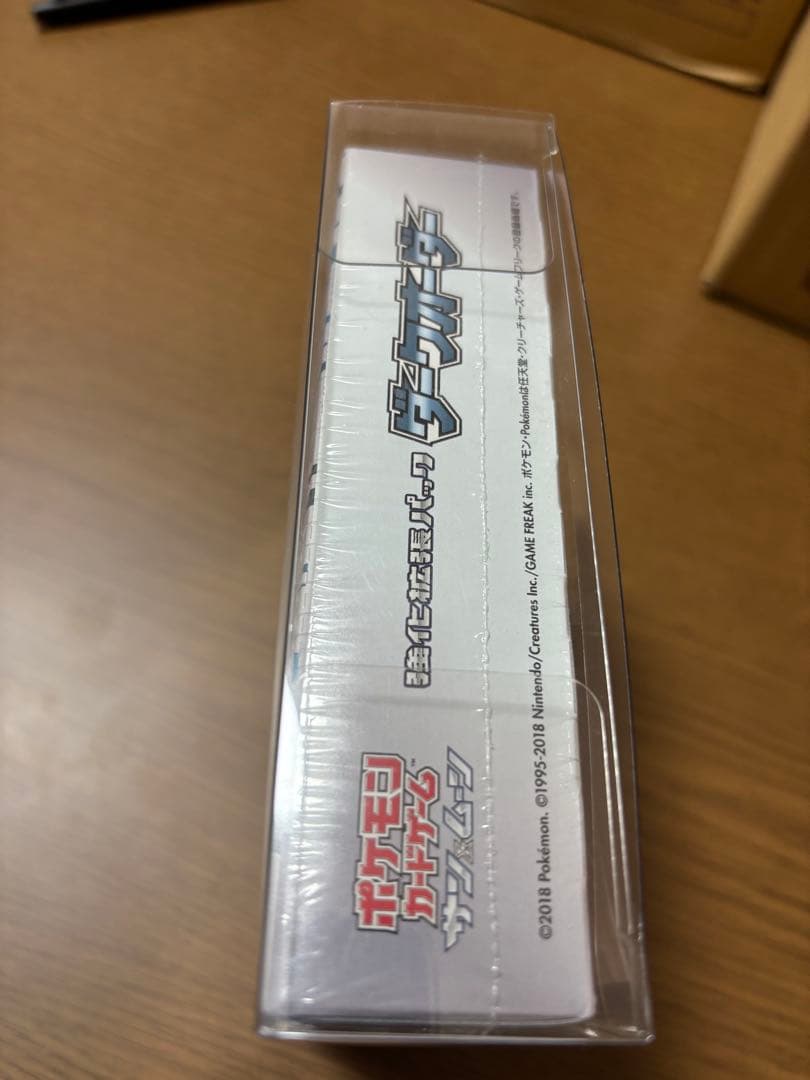 ポケモン
カードゲーム™
サン&ムーン
強化拡張パック ダークオーダー
©2018 Pokémon. ©1995-2018 Nintendo/Creatures Inc./GAME FREAK inc. ポケモン・Pokémonは任天堂・クリーチャーズ・ゲームフリークの登録商標です。